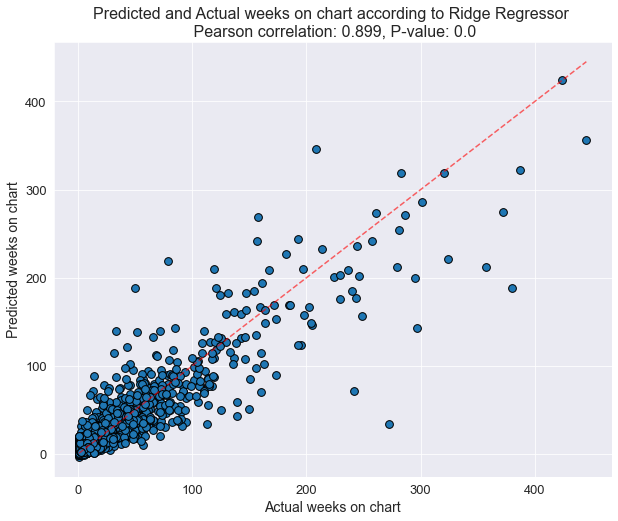 Predicted and Actual weeks on chart according to Ridge Regressor
Pearson correlation: 0.899, P-value: 0.0
Predicted weeks on chart
400
300
200
100
0
0 100 200 300 400
Actual weeks on chart